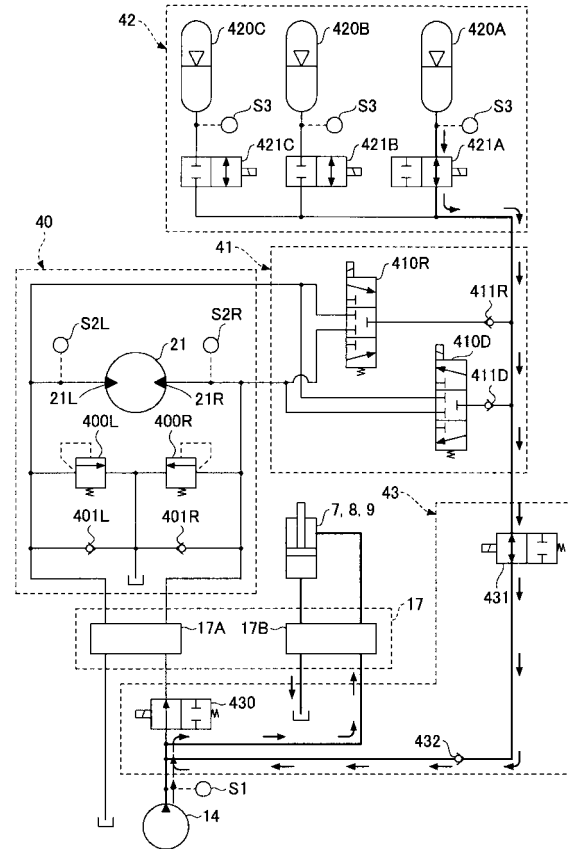 42
420C
420B
420A
S3
S3
S3
421C
421B
421A
40
41
410R
411R
S2L
21
S2R
410D
411D
21L
21R
400L
400R
43
7, 8, 9
401L
401R
431
17
17A
17B
430
432
S1
14